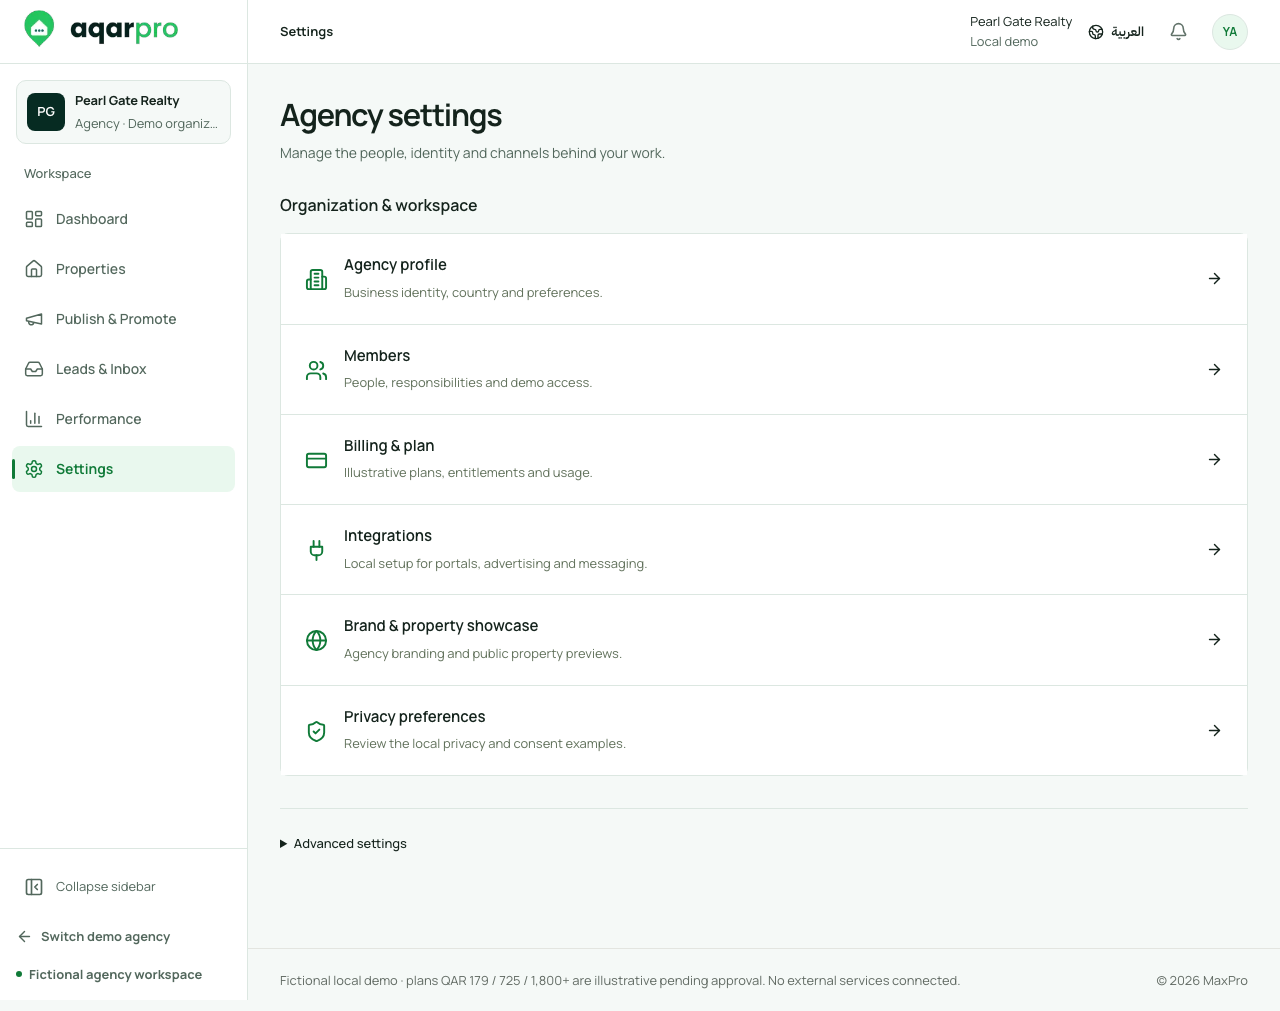 aqarpro
Settings
Pearl Gate Realty
Local demo
العربية
YA
PG
Pearl Gate Realty
Agency · Demo organiz...
Workspace
Dashboard
Properties
Publish & Promote
Leads & Inbox
Performance
Settings
Collapse sidebar
Switch demo agency
Fictional agency workspace
Agency settings
Manage the people, identity and channels behind your work.
Organization & workspace
Agency profile
Business identity, country and preferences.
Members
People, responsibilities and demo access.
Billing & plan
Illustrative plans, entitlements and usage.
Integrations
Local setup for portals, advertising and messaging.
Brand & property showcase
Agency branding and public property previews.
Privacy preferences
Review the local privacy and consent examples.
Advanced settings
Fictional local demo · plans QAR 179 / 725 / 1,800+ are illustrative pending approval. No external services connected.
© 2026 MaxPro